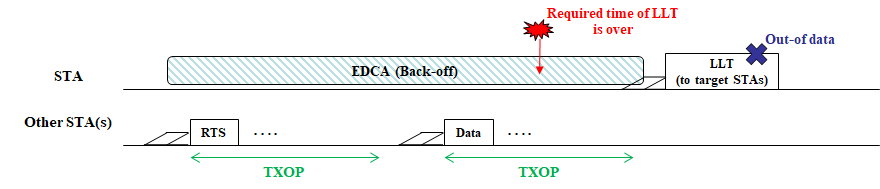 Required time of LLT
is over
Out-of data
EDCA (Back-off)
LLT
(to target STAs)
STA
Other STA(s)
RTS
....
Data
....
TXOP
TXOP